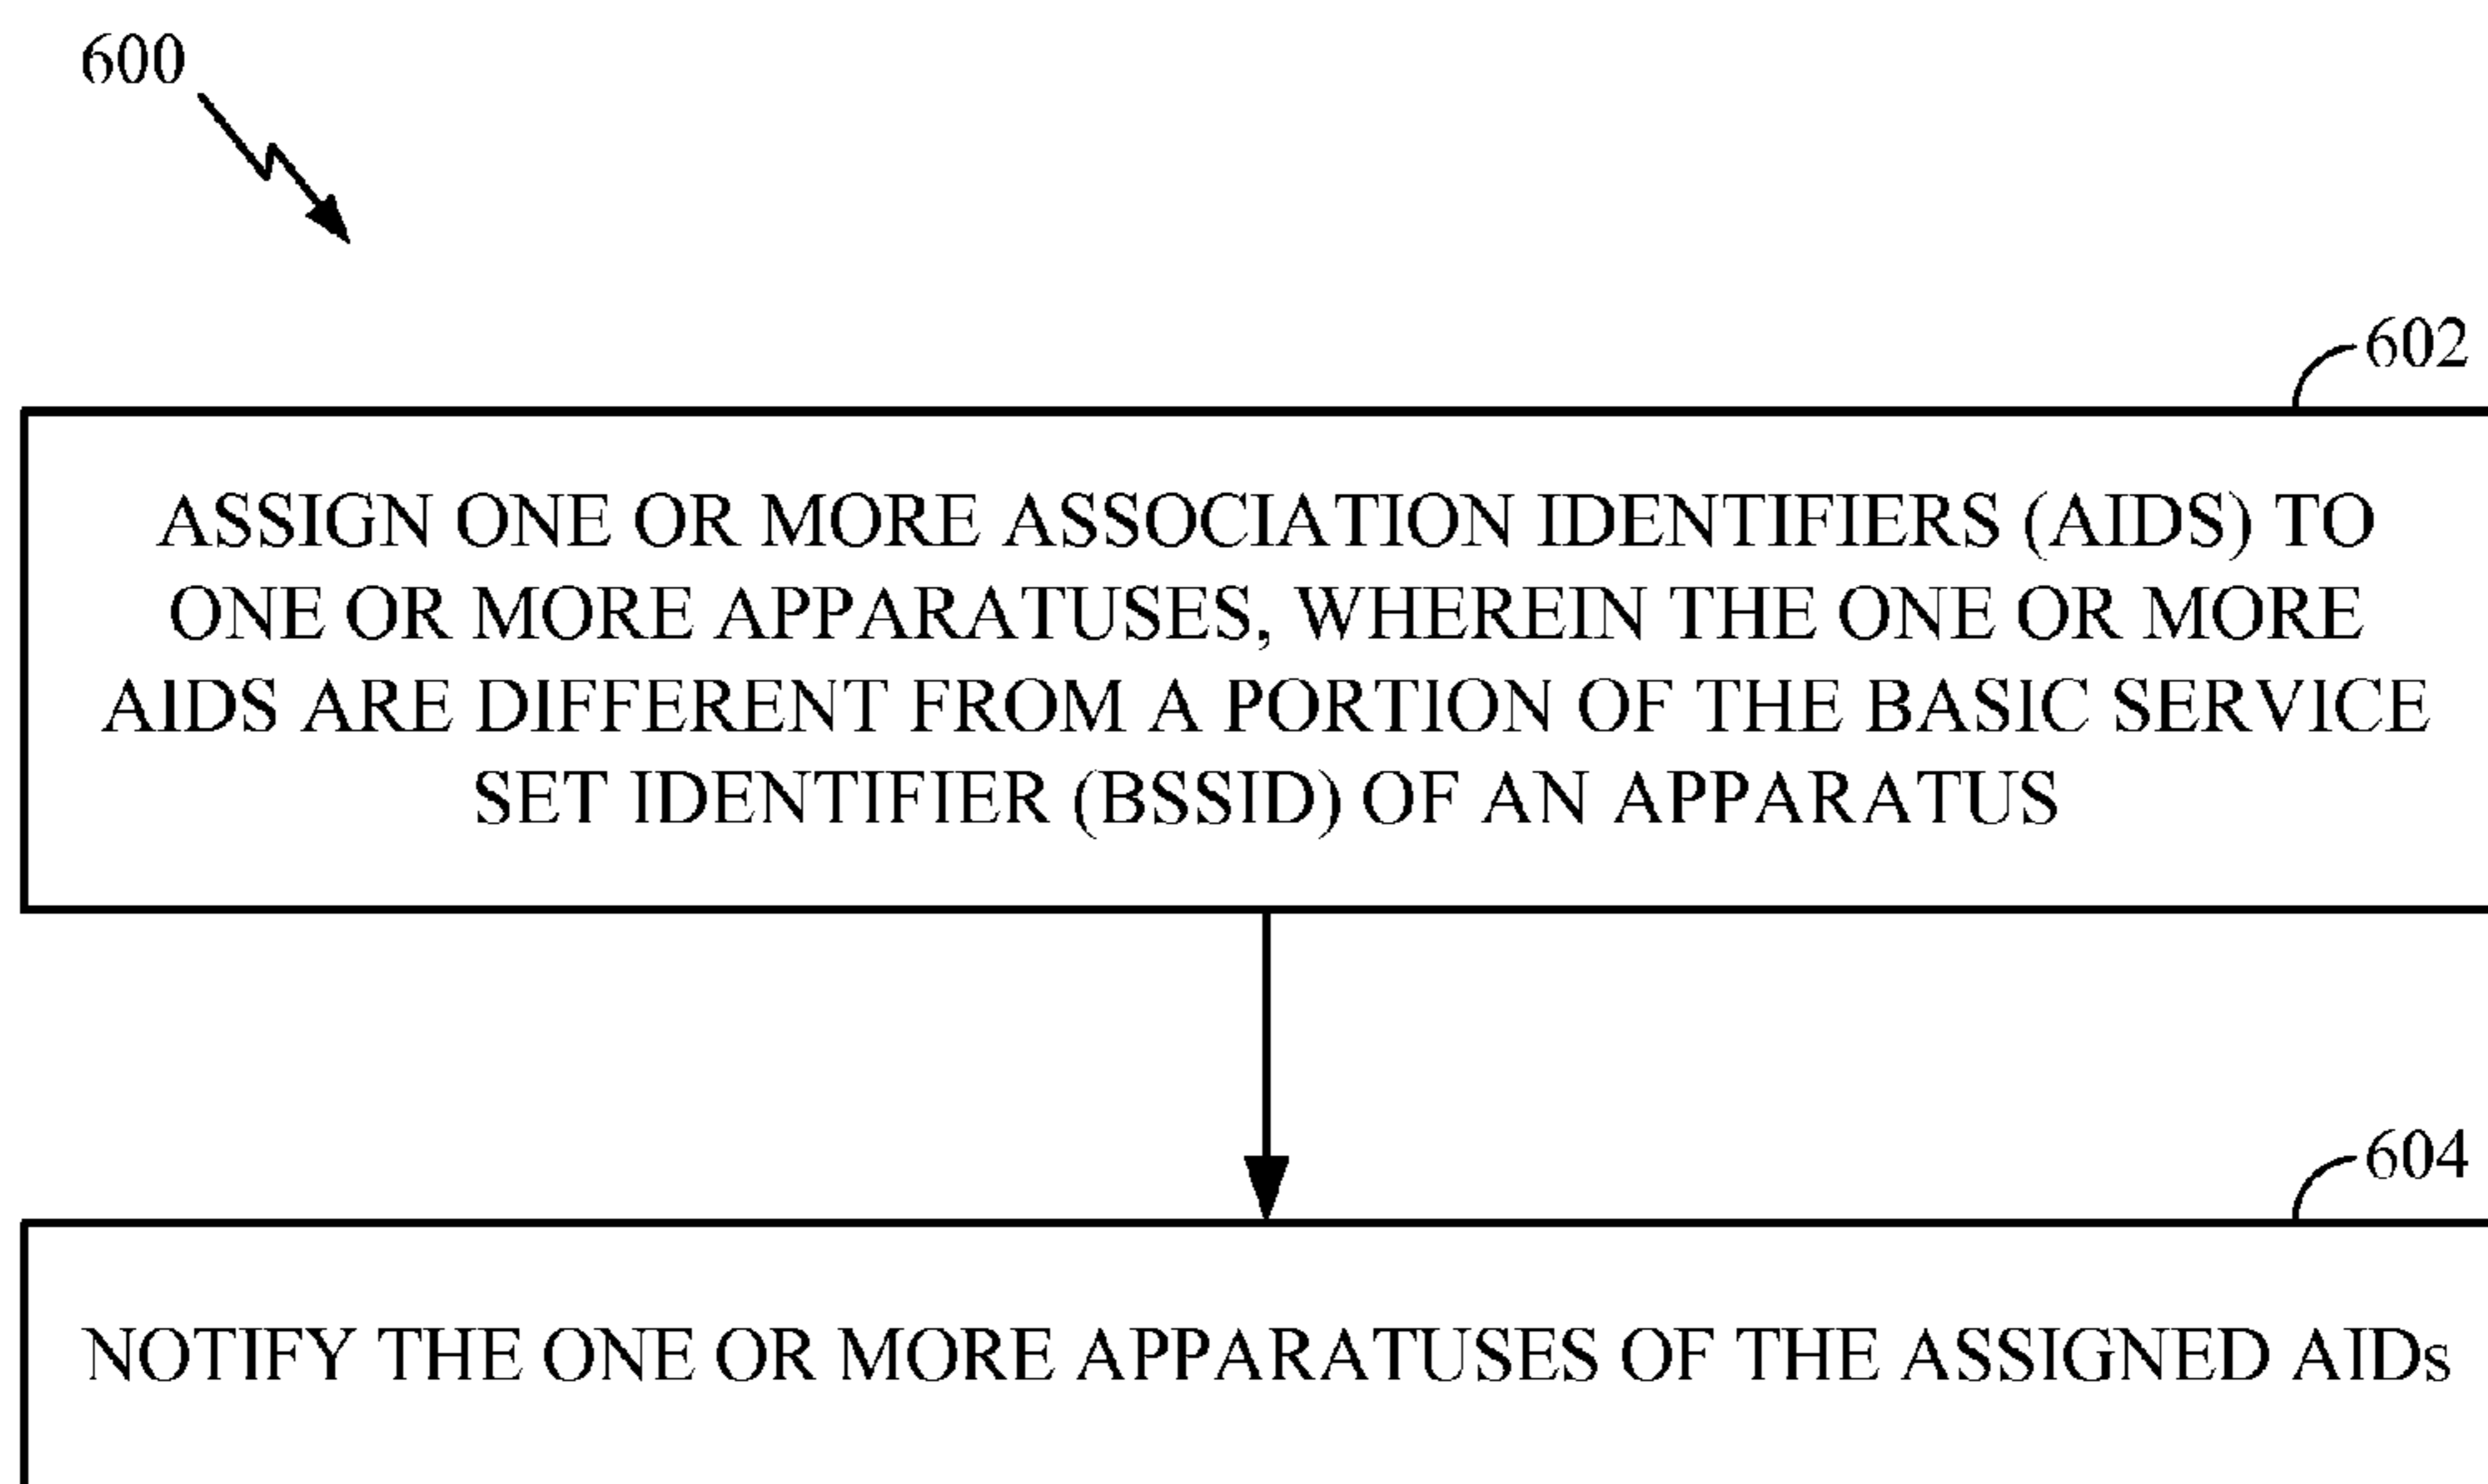 600
602
ASSIGN ONE OR MORE ASSOCIATION IDENTIFIERS (AIDS) TO
ONE OR MORE APPARATUSES, WHEREIN THE ONE OR MORE
AIDS ARE DIFFERENT FROM A PORTION OF THE BASIC SERVICE
SET IDENTIFIER (BSSID) OF AN APPARATUS
604
NOTIFY THE ONE OR MORE APPARATUSES OF THE ASSIGNED AIDs